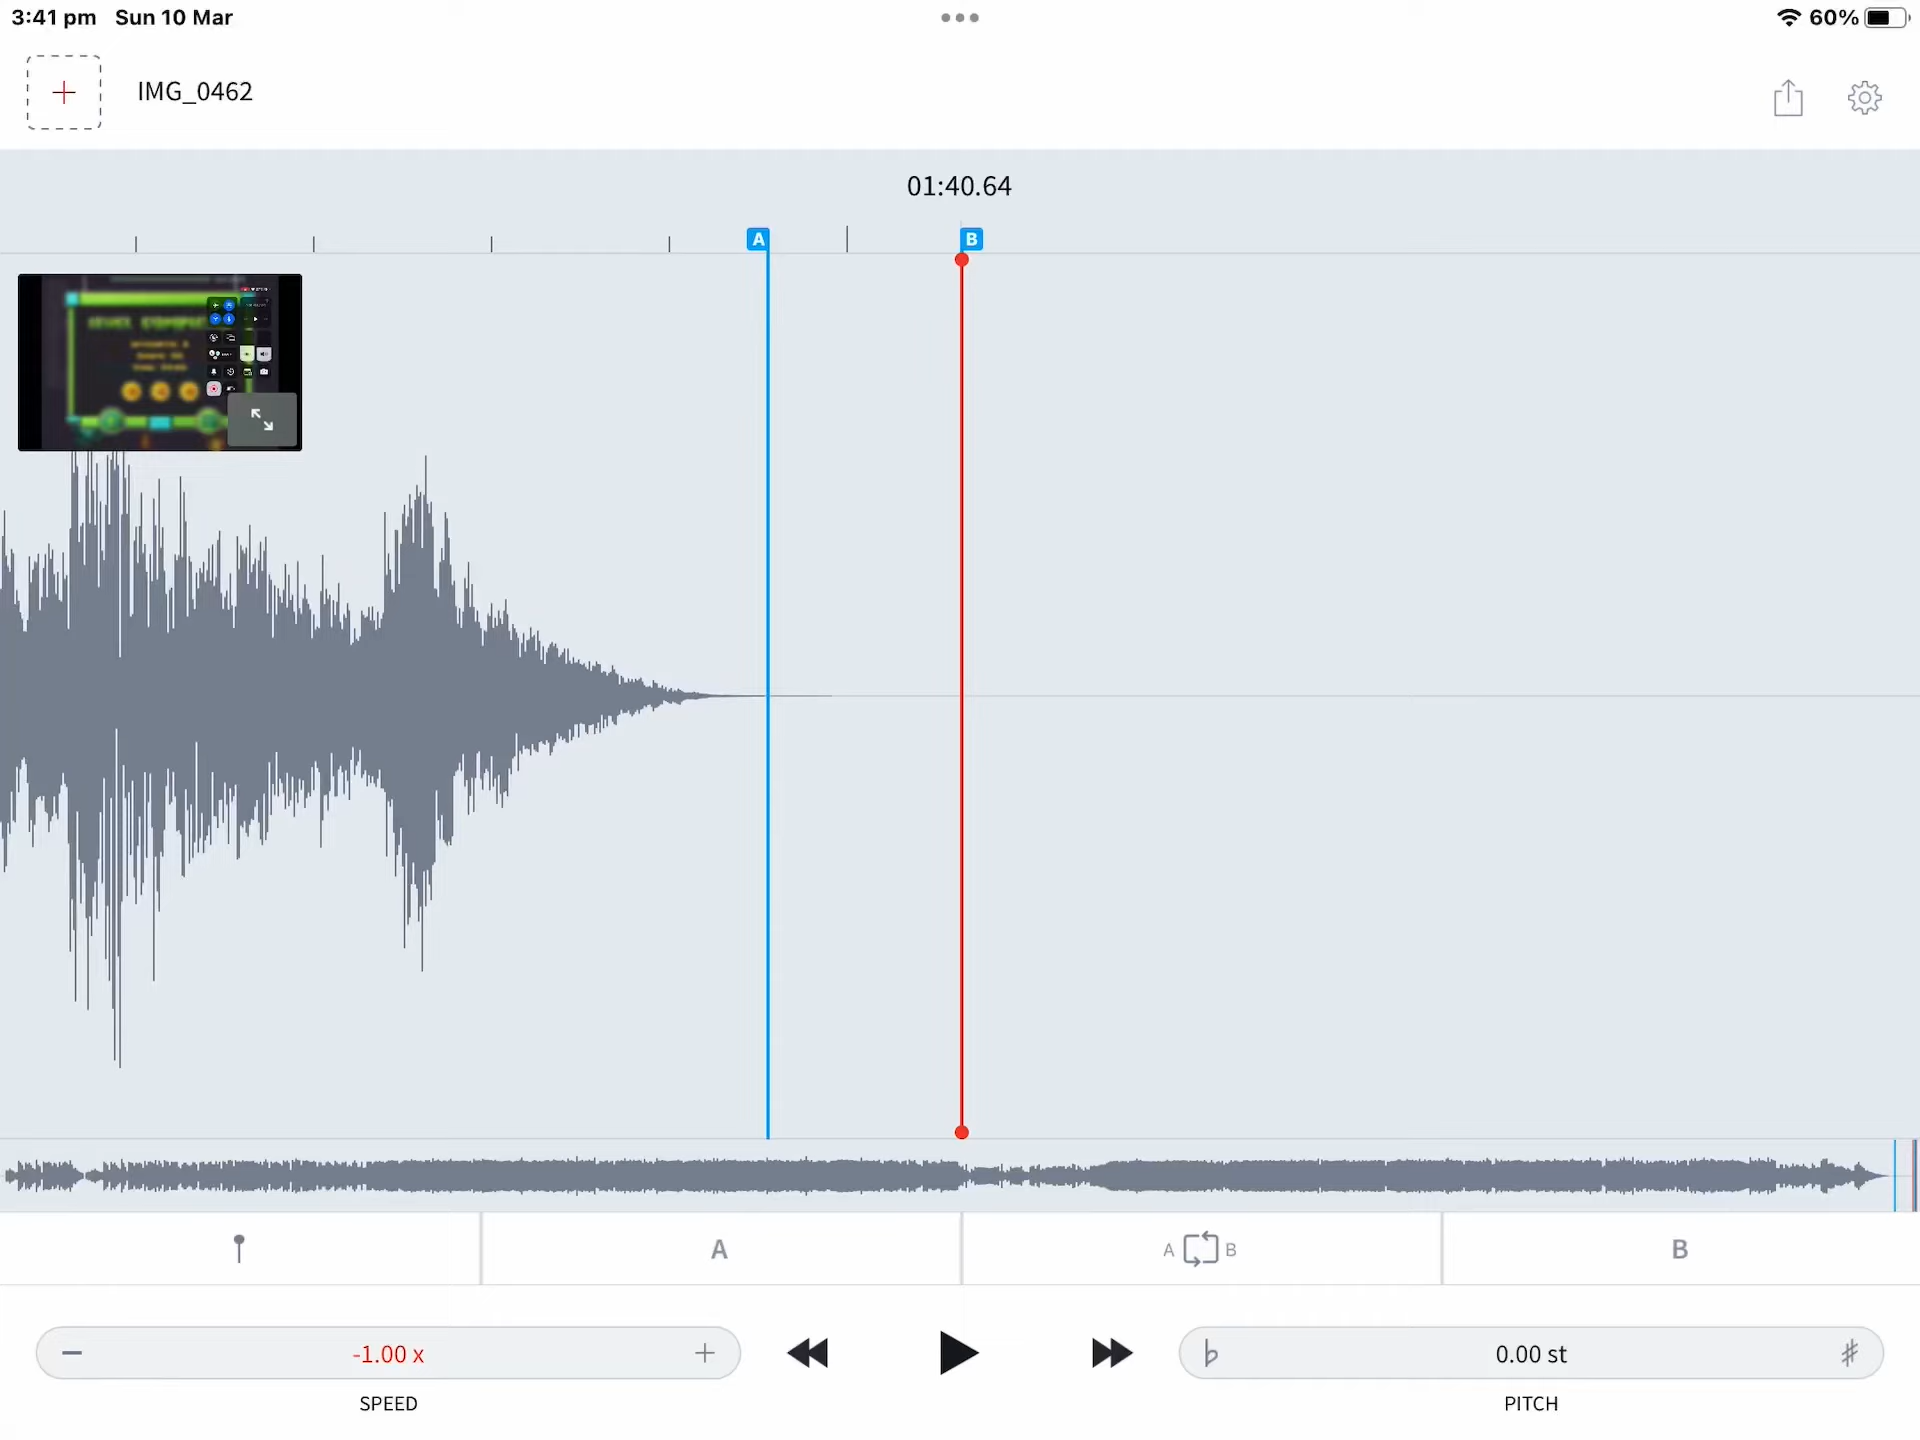 3:41 pm Sun 10 Mar
60%
IMG_0462
01:40.64
A
B
A
A B
B
-1.00 x
0.00 st
SPEED
PITCH